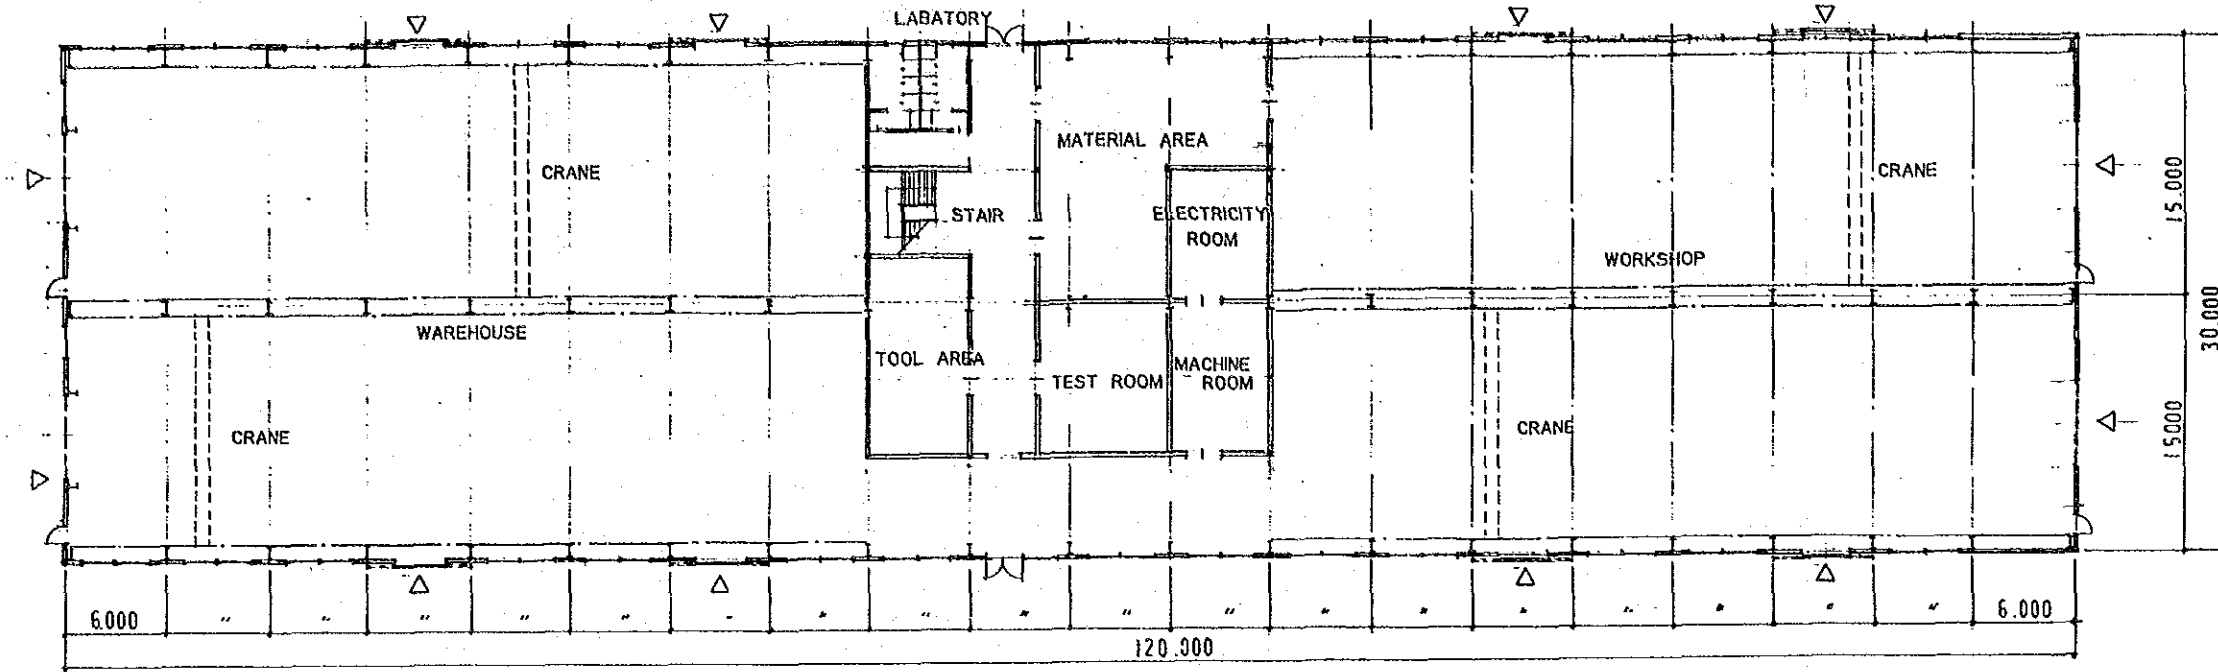 LABATORY
MATERIAL AREA
CRANE
CRANE
15.000
STAIR
ELECTRICITY
ROOM
WORKSHOP
30.000
WAREHOUSE
TOOL AREA
TEST ROOM
MACHINE
ROOM
CRANE
CRANE
15000
6.000 " " " " " " " " " " " " " " " " " " 6.000
120.000